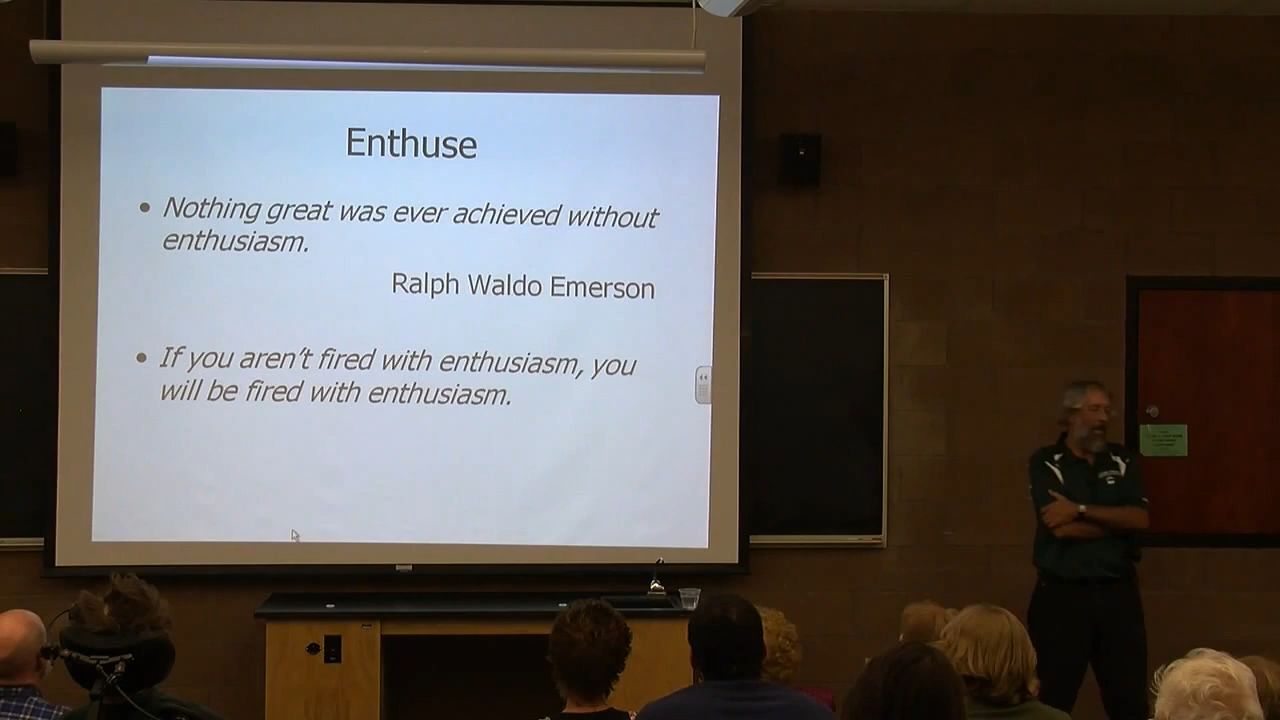 Enthuse
• Nothing great was ever achieved without
enthusiasm.
Ralph Waldo Emerson
• If you aren't fired with enthusiasm, you
will be fired with enthusiasm.